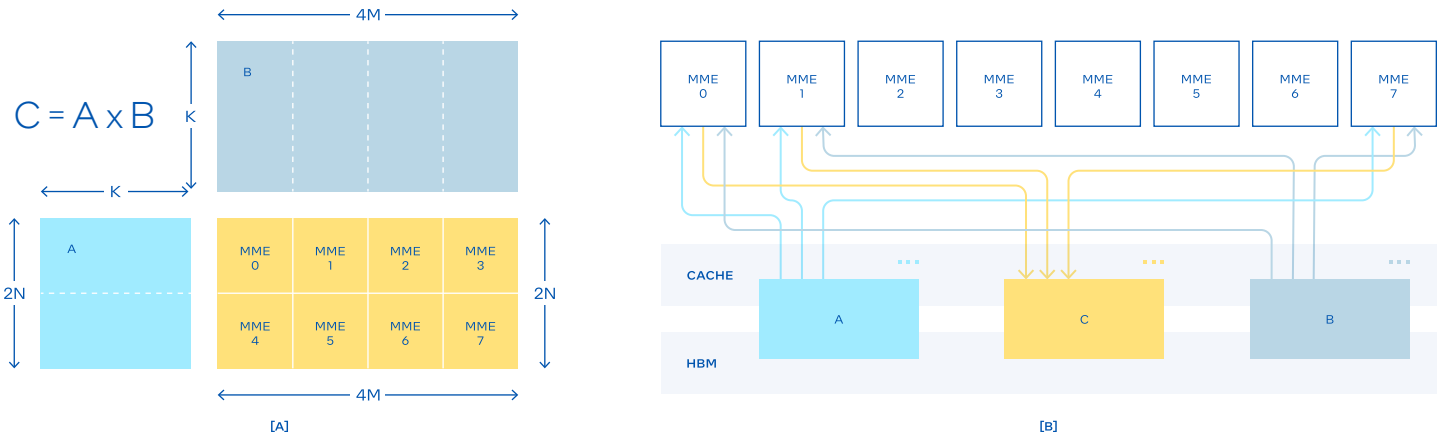 4M
B
C = A x B
K
K
A
2N
MME 0
MME 1
MME 2
MME 3
MME 4
MME 5
MME 6
MME 7
2N
4M
[A]
MME 0
MME 1
MME 2
MME 3
MME 4
MME 5
MME 6
MME 7
CACHE
A
C
B
HBM
[B]